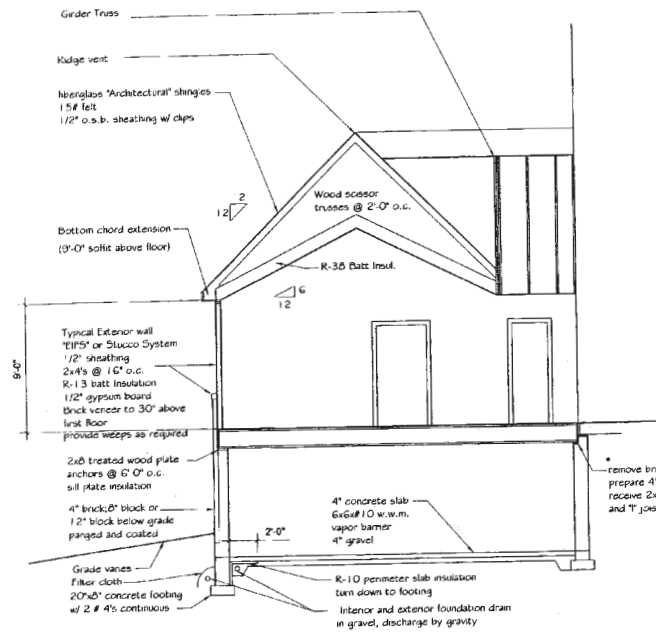 Girder Truss
Ridge vent
fiberglass "Architectural" shingles
15# felt
1/2" o.s.b. sheathing w/ clips
2
12
Wood scissor
trusses @ 2'-0" o.c.
Bottom chord extension
(9'-0" soffit above floor)
R-38 Batt Insul.
6
12
9'-0"
Typical Exterior wall
"EIFS" or Stucco System
1/2" sheathing
2x4's @ 16" o.c.
R-13 batt Insulation
1/2" gypsum board
Brick veneer to 30" above
first floor
provide weeps as required
2x8 treated wood plate
anchors @ 6'0" o.c.
sill plate insulation
*
remove bri
prepare 4"
receive 2x
and "I" jois
4" brick; 8" block or
12" block below grade
parged and coated
2'-0"
4" concrete slab
6x6x#10 w.w.m.
vapor barrier
4" gravel
Grade varies
Filter cloth
20"x8" concrete footing
w/ 2 # 4's continuous
R-10 perimeter slab insulation
turn down to footing
Interior and exterior foundation drain
in gravel, discharge by gravity